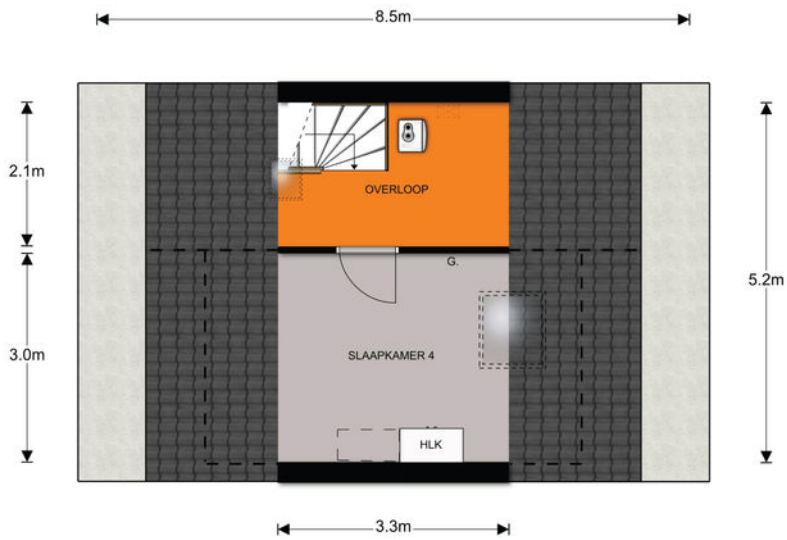 8.5m
2.1m
OVERLOOP
G.
5.2m
3.0m
SLAAPKAMER 4
HLK
3.3m